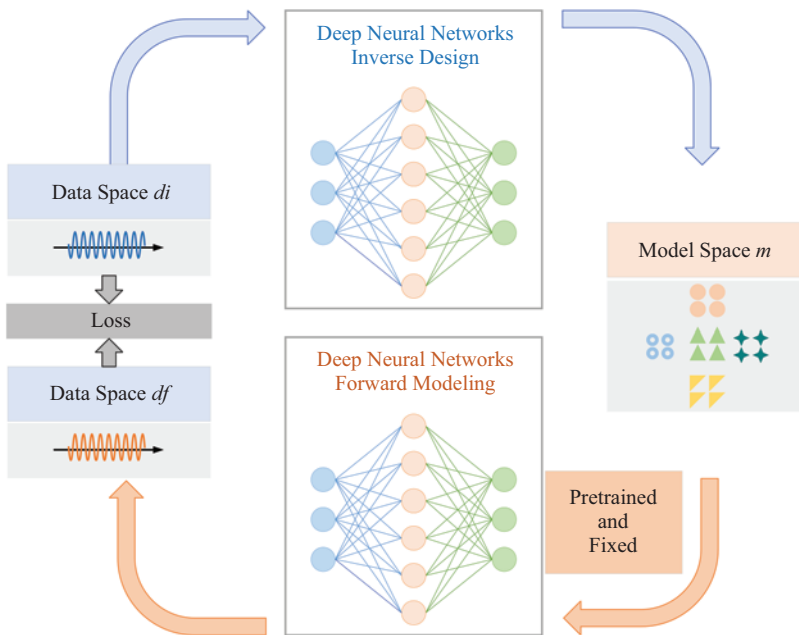 Deep Neural Networks
Inverse Design
Data Space di
Loss
Data Space df
Model Space m
Deep Neural Networks
Forward Modeling
Pretrained
and
Fixed